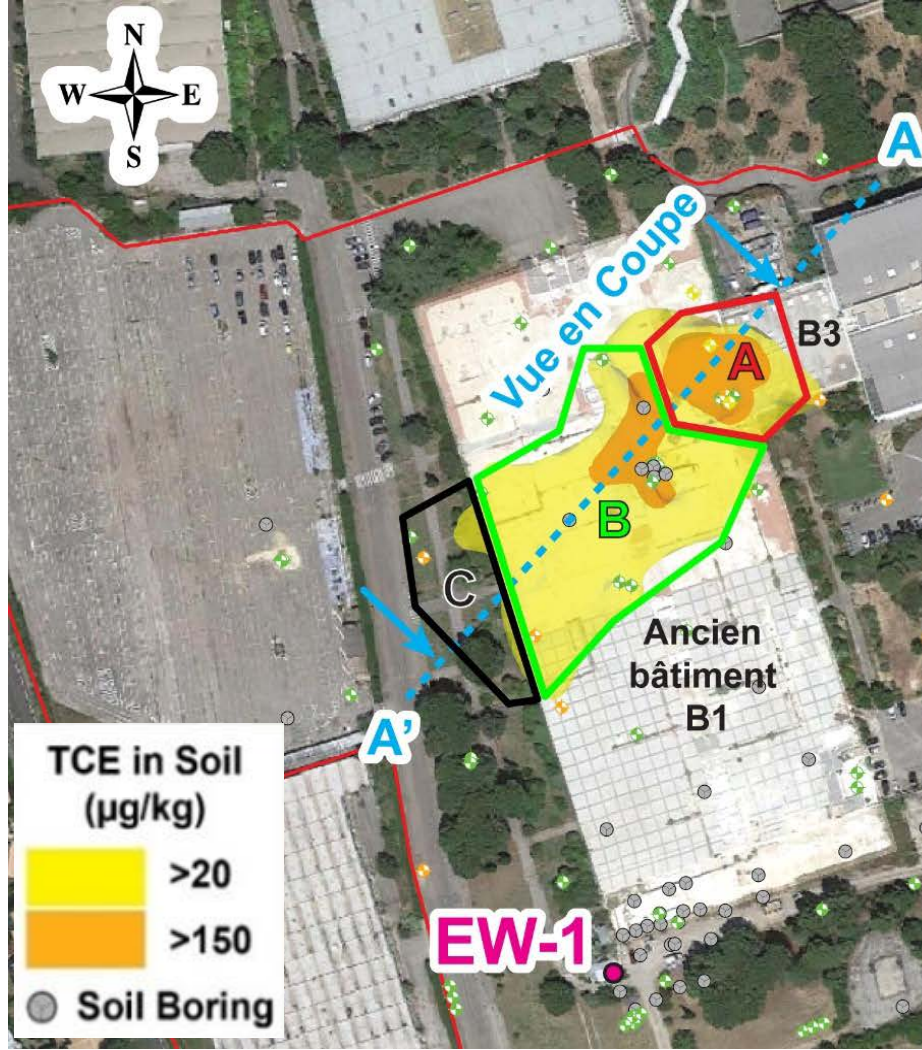 N
W E
S
A
Vue en Coupe
B3
A
B
C
Ancien
bâtiment
B1
A’
TCE in Soil
(µg/kg)
>20
>150
Soil Boring
EW-1